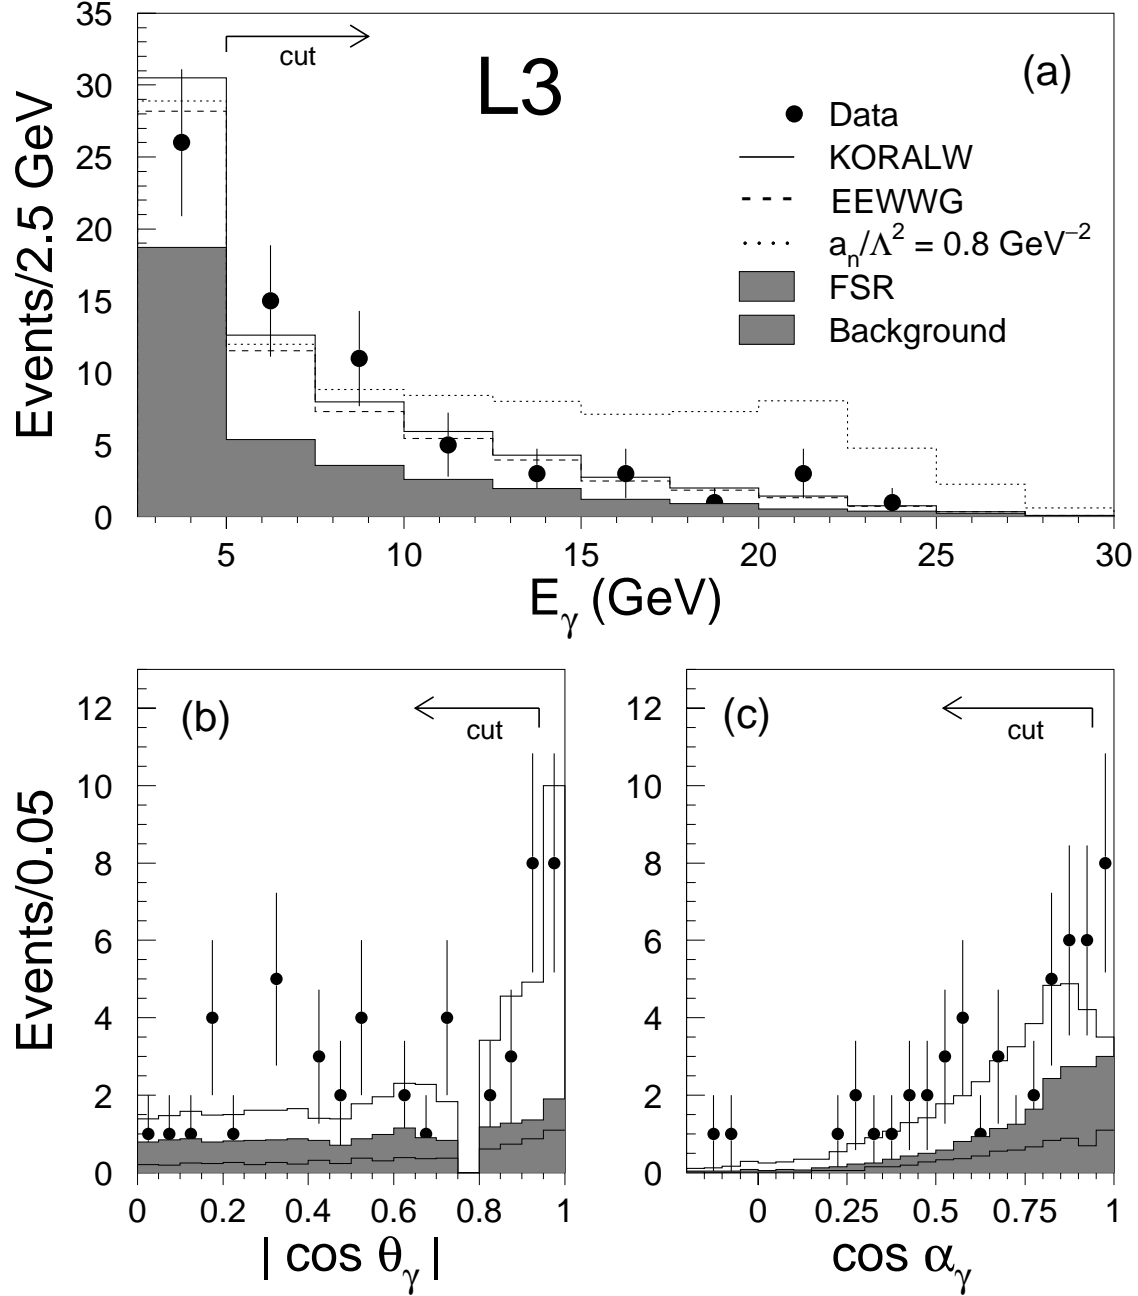 35
30
25
20
15
10
5
0
Events/2.5 GeV
cut
L3
(a)
Data
KORALW
EEWWG
a_n/Λ² = 0.8 GeV⁻²
FSR
Background
5 10 15 20 25 30
E_γ (GeV)
12
10
8
6
4
2
0
Events/0.05
(b)
cut
0 0.2 0.4 0.6 0.8 1
| cos θ_γ |
12
10
8
6
4
2
0
(c)
cut
0 0.25 0.5 0.75 1
cos α_γ